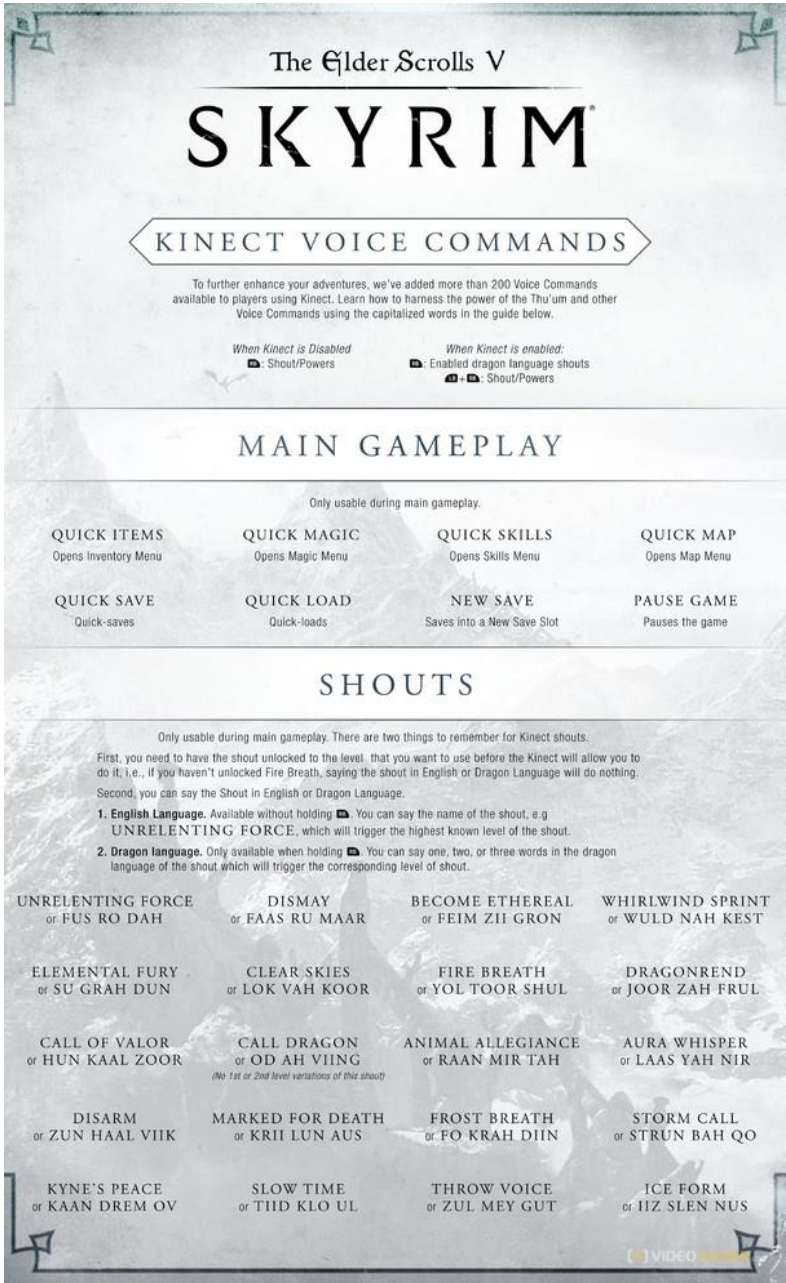 The Elder Scrolls V
SKYRIM®
KINECT VOICE COMMANDS
To further enhance your adventures, we've added more than 200 Voice Commands
available to players using Kinect. Learn how to harness the power of the Thu'um and other
Voice Commands using the capitalized words in the guide below.
When Kinect is Disabled
RB: Shout/Powers
When Kinect is enabled:
RB: Enabled dragon language shouts
LB+RB: Shout/Powers
MAIN GAMEPLAY
Only usable during main gameplay.
QUICK ITEMS
Opens Inventory Menu
QUICK MAGIC
Opens Magic Menu
QUICK SKILLS
Opens Skills Menu
QUICK MAP
Opens Map Menu
QUICK SAVE
Quick-saves
QUICK LOAD
Quick-loads
NEW SAVE
Saves into a New Save Slot
PAUSE GAME
Pauses the game
SHOUTS
Only usable during main gameplay. There are two things to remember for Kinect shouts.
First, you need to have the shout unlocked to the level that you want to use before the Kinect will allow you to
do it, i.e., if you haven't unlocked Fire Breath, saying the shout in English or Dragon Language will do nothing.
Second, you can say the Shout in English or Dragon Language.
1. English Language. Available without holding RB. You can say the name of the shout, e.g
UNRELENTING FORCE, which will trigger the highest known level of the shout.
2. Dragon language. Only available when holding RB. You can say one, two, or three words in the dragon
language of the shout which will trigger the corresponding level of shout.
UNRELENTING FORCE
or FUS RO DAH
DISMAY
or FAAS RU MAAR
BECOME ETHEREAL
or FEIM ZII GRON
WHIRLWIND SPRINT
or WULD NAH KEST
ELEMENTAL FURY
or SU GRAH DUN
CLEAR SKIES
or LOK VAH KOOR
FIRE BREATH
or YOL TOOR SHUL
DRAGONREND
or JOOR ZAH FRUL
CALL OF VALOR
or HUN KAAL ZOOR
CALL DRAGON
or OD AH VIING
(No 1st or 2nd level variations of this shout)
ANIMAL ALLEGIANCE
or RAAN MIR TAH
AURA WHISPER
or LAAS YAH NIR
DISARM
or ZUN HAAL VIIK
MARKED FOR DEATH
or KRII LUN AUS
FROST BREATH
or FO KRAH DIIN
STORM CALL
or STRUN BAH QO
KYNE'S PEACE
or KAAN DREM OV
SLOW TIME
or TIID KLO UL
THROW VOICE
or ZUL MEY GUT
ICE FORM
or IIZ SLEN NUS
VIDEO